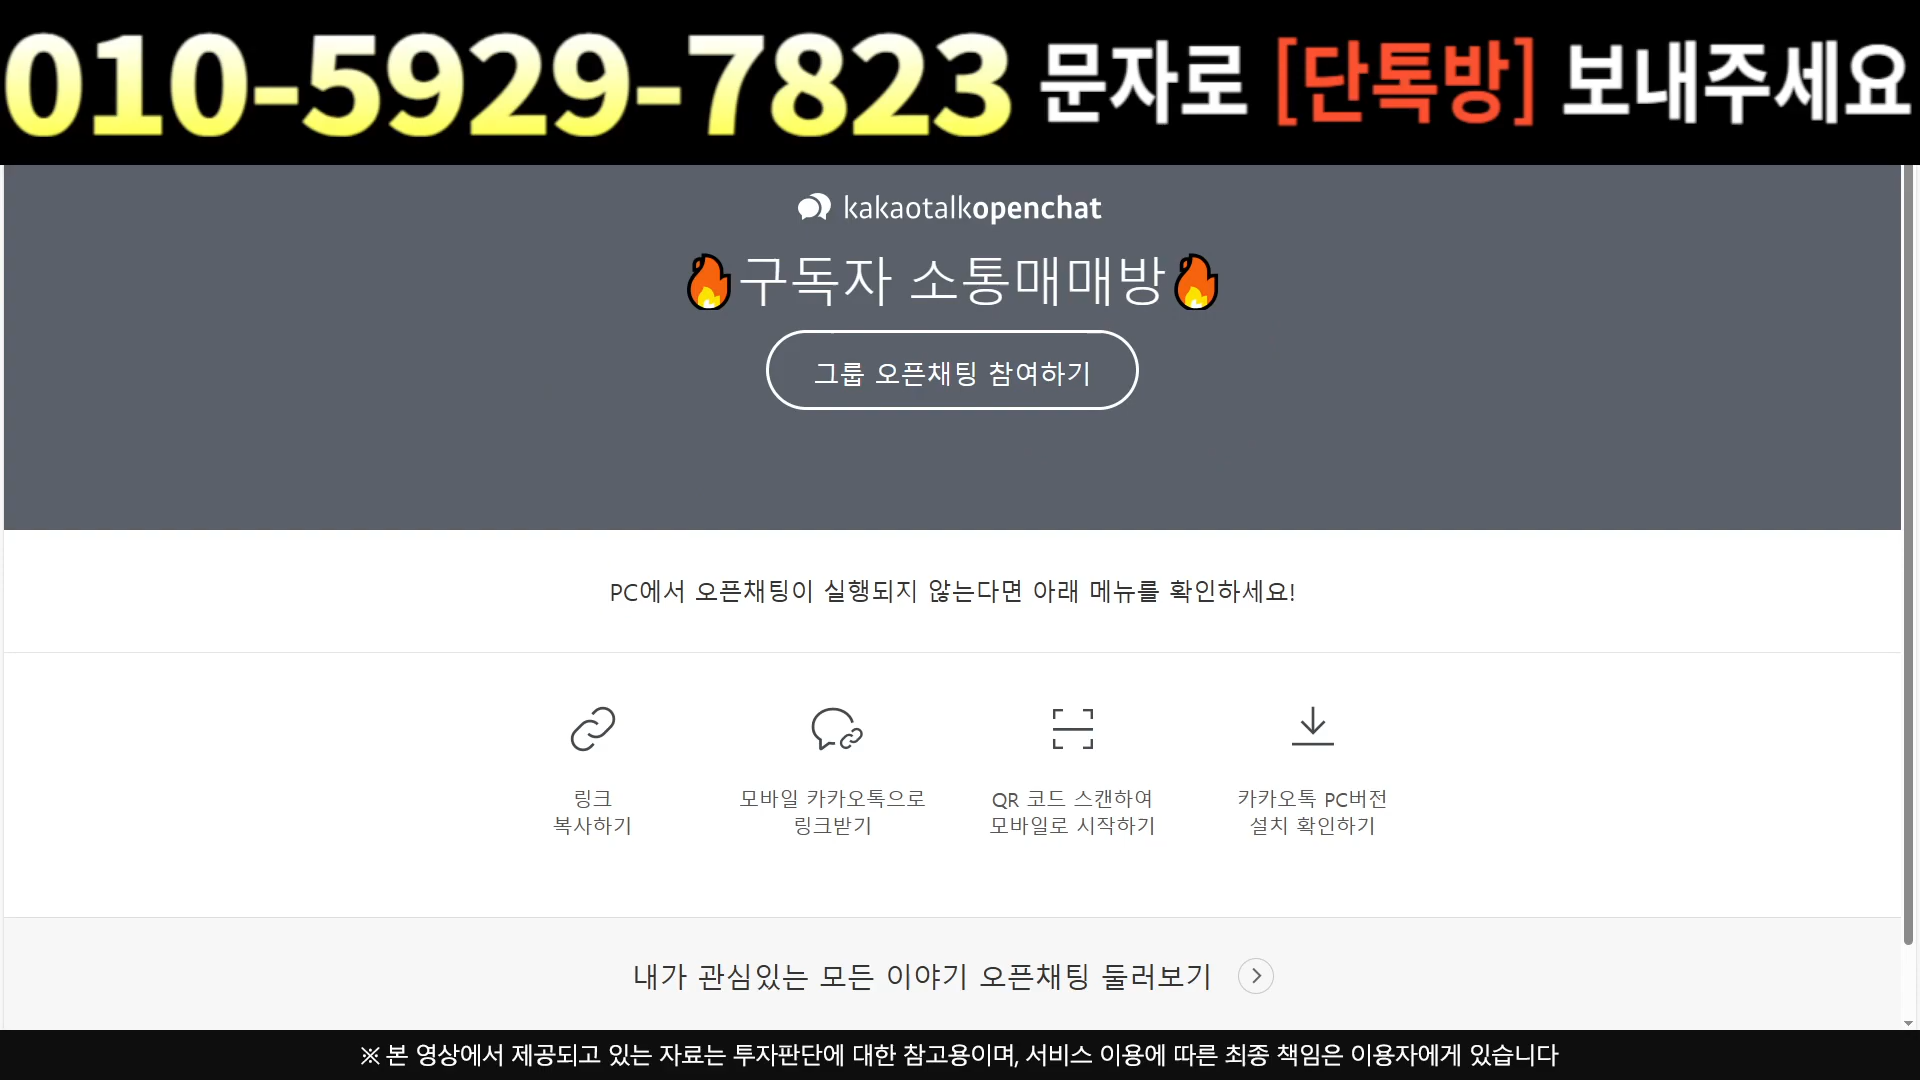 010-5929-7823 문자로 [단톡방] 보내주세요
kakaotalkopenchat
🔥구독자 소통매매방🔥
그룹 오픈채팅 참여하기
PC에서 오픈채팅이 실행되지 않는다면 아래 메뉴를 확인하세요!
링크
복사하기
모바일 카카오톡으로
링크받기
QR 코드 스캔하여
모바일로 시작하기
카카오톡 PC버전
설치 확인하기
내가 관심있는 모든 이야기 오픈채팅 둘러보기
※ 본 영상에서 제공되고 있는 자료는 투자판단에 대한 참고용이며, 서비스 이용에 따른 최종 책임은 이용자에게 있습니다